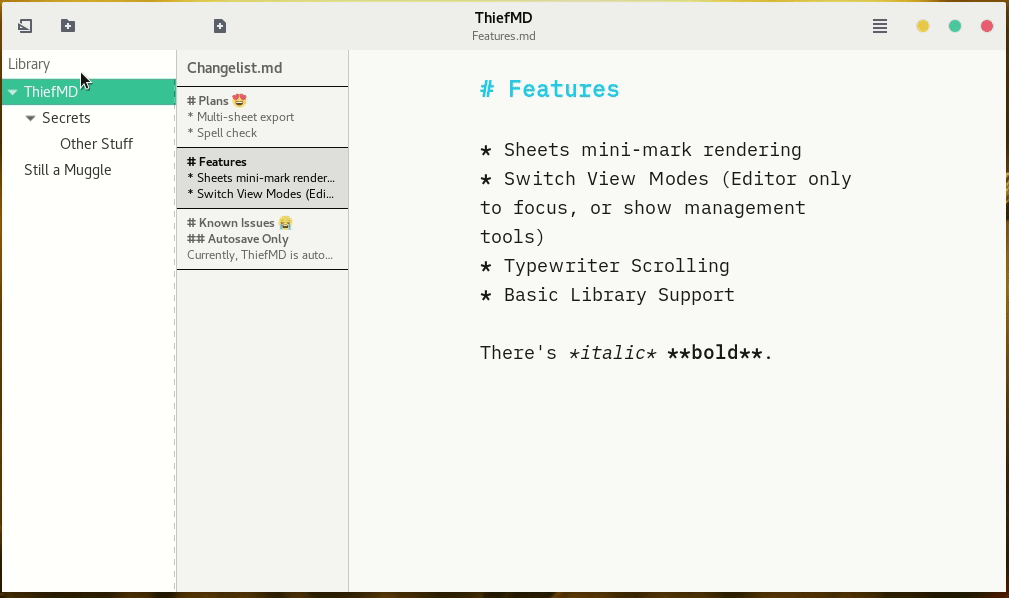 ThiefMD
Features.md
Library
ThiefMD
Secrets
Other Stuff
Still a Muggle
Changelist.md
# Plans 😍
* Multi-sheet export
* Spell check
# Features
* Sheets mini-mark render...
* Switch View Modes (Edi...
# Known Issues 😭
## Autosave Only
Currently, ThiefMD is auto...
# Features
* Sheets mini-mark rendering
* Switch View Modes (Editor only
to focus, or show management
tools)
* Typewriter Scrolling
* Basic Library Support
There's *italic* **bold**.